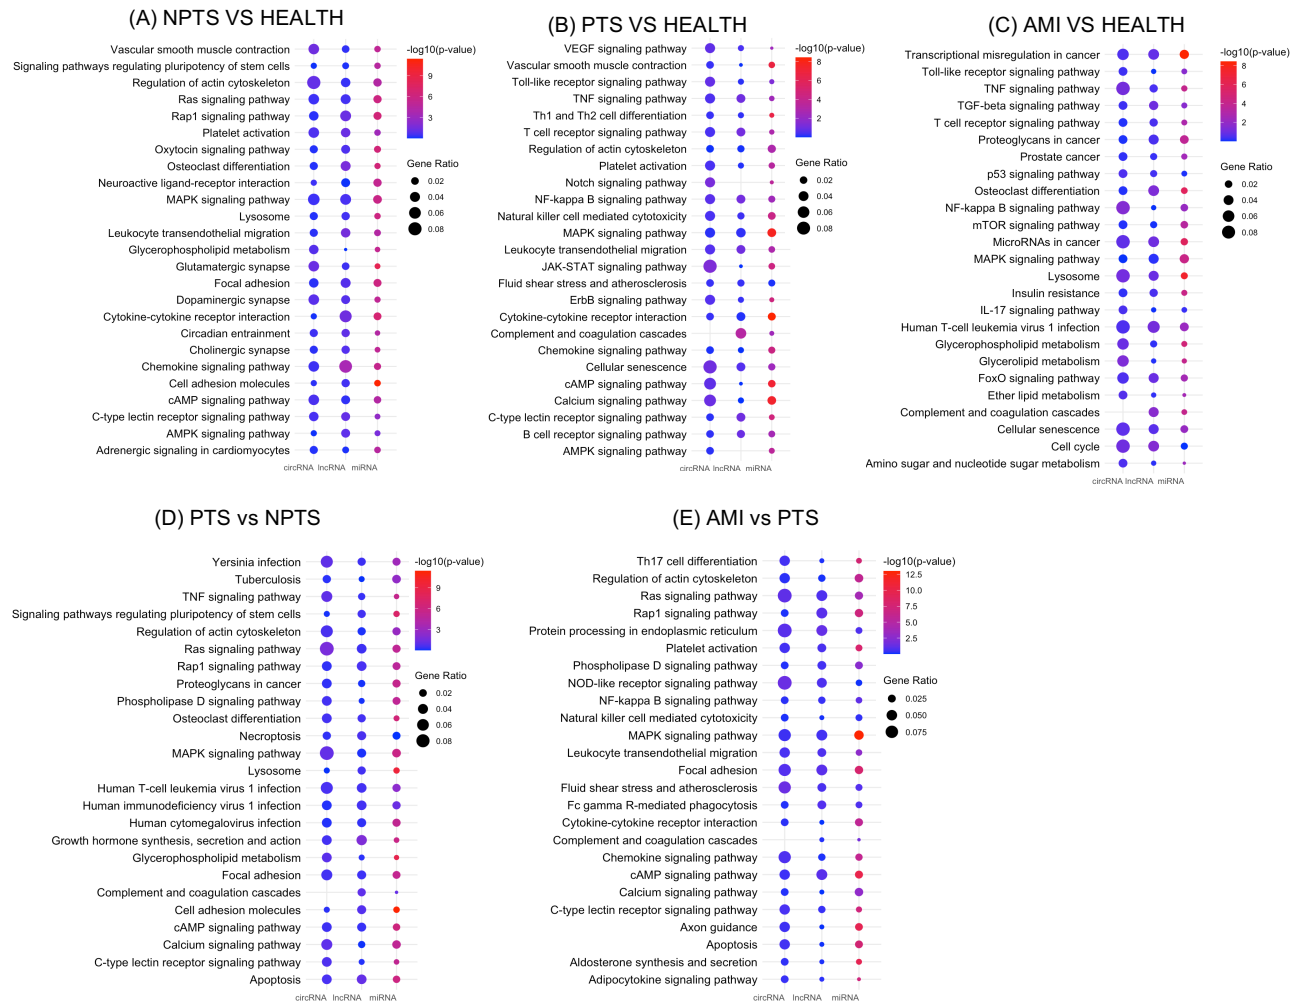 (A) NPTS VS HEALTH
Vascular smooth muscle contraction
Signaling pathways regulating pluripotency of stem cells
Regulation of actin cytoskeleton
Ras signaling pathway
Rap1 signaling pathway
Platelet activation
Oxytocin signaling pathway
Osteoclast differentiation
Neuroactive ligand-receptor interaction
MAPK signaling pathway
Lysosome
Leukocyte transendothelial migration
Glycerophospholipid metabolism
Glutamatergic synapse
Focal adhesion
Dopaminergic synapse
Cytokine-cytokine receptor interaction
Circadian entrainment
Cholinergic synapse
Chemokine signaling pathway
Cell adhesion molecules
cAMP signaling pathway
C-type lectin receptor signaling pathway
AMPK signaling pathway
Adrenergic signaling in cardiomyocytes
circRNA lncRNA miRNA
-log10(p-value)
9
6
3
Gene Ratio
0.02
0.04
0.06
0.08
(B) PTS VS HEALTH
VEGF signaling pathway
Vascular smooth muscle contraction
Toll-like receptor signaling pathway
TNF signaling pathway
Th1 and Th2 cell differentiation
T cell receptor signaling pathway
Regulation of actin cytoskeleton
Platelet activation
Notch signaling pathway
NF-kappa B signaling pathway
Natural killer cell mediated cytotoxicity
MAPK signaling pathway
Leukocyte transendothelial migration
JAK-STAT signaling pathway
Fluid shear stress and atherosclerosis
ErbB signaling pathway
Cytokine-cytokine receptor interaction
Complement and coagulation cascades
Chemokine signaling pathway
Cellular senescence
cAMP signaling pathway
Calcium signaling pathway
C-type lectin receptor signaling pathway
B cell receptor signaling pathway
AMPK signaling pathway
circRNA lncRNA miRNA
-log10(p-value)
8
6
4
2
Gene Ratio
0.02
0.04
0.06
0.08
(C) AMI VS HEALTH
Transcriptional misregulation in cancer
Toll-like receptor signaling pathway
TNF signaling pathway
TGF-beta signaling pathway
T cell receptor signaling pathway
Proteoglycans in cancer
Prostate cancer
p53 signaling pathway
Osteoclast differentiation
NF-kappa B signaling pathway
mTOR signaling pathway
MicroRNAs in cancer
MAPK signaling pathway
Lysosome
Insulin resistance
IL-17 signaling pathway
Human T-cell leukemia virus 1 infection
Glycerophospholipid metabolism
Glycerolipid metabolism
FoxO signaling pathway
Ether lipid metabolism
Complement and coagulation cascades
Cellular senescence
Cell cycle
Amino sugar and nucleotide sugar metabolism
circRNA lncRNA miRNA
-log10(p-value)
8
6
4
2
Gene Ratio
0.02
0.04
0.06
0.08
(D) PTS vs NPTS
Yersinia infection
Tuberculosis
TNF signaling pathway
Signaling pathways regulating pluripotency of stem cells
Regulation of actin cytoskeleton
Ras signaling pathway
Rap1 signaling pathway
Proteoglycans in cancer
Phospholipase D signaling pathway
Osteoclast differentiation
Necroptosis
MAPK signaling pathway
Lysosome
Human T-cell leukemia virus 1 infection
Human immunodeficiency virus 1 infection
Human cytomegalovirus infection
Growth hormone synthesis, secretion and action
Glycerophospholipid metabolism
Focal adhesion
Complement and coagulation cascades
Cell adhesion molecules
cAMP signaling pathway
Calcium signaling pathway
C-type lectin receptor signaling pathway
Apoptosis
circRNA lncRNA miRNA
-log10(p-value)
9
6
3
Gene Ratio
0.02
0.04
0.06
0.08
(E) AMI vs PTS
Th17 cell differentiation
Regulation of actin cytoskeleton
Ras signaling pathway
Rap1 signaling pathway
Protein processing in endoplasmic reticulum
Platelet activation
Phospholipase D signaling pathway
NOD-like receptor signaling pathway
NF-kappa B signaling pathway
Natural killer cell mediated cytotoxicity
MAPK signaling pathway
Leukocyte transendothelial migration
Focal adhesion
Fluid shear stress and atherosclerosis
Fc gamma R-mediated phagocytosis
Cytokine-cytokine receptor interaction
Complement and coagulation cascades
Chemokine signaling pathway
cAMP signaling pathway
Calcium signaling pathway
C-type lectin receptor signaling pathway
Axon guidance
Apoptosis
Aldosterone synthesis and secretion
Adipocytokine signaling pathway
circRNA lncRNA miRNA
-log10(p-value)
12.5
10.0
7.5
5.0
2.5
Gene Ratio
0.025
0.050
0.075